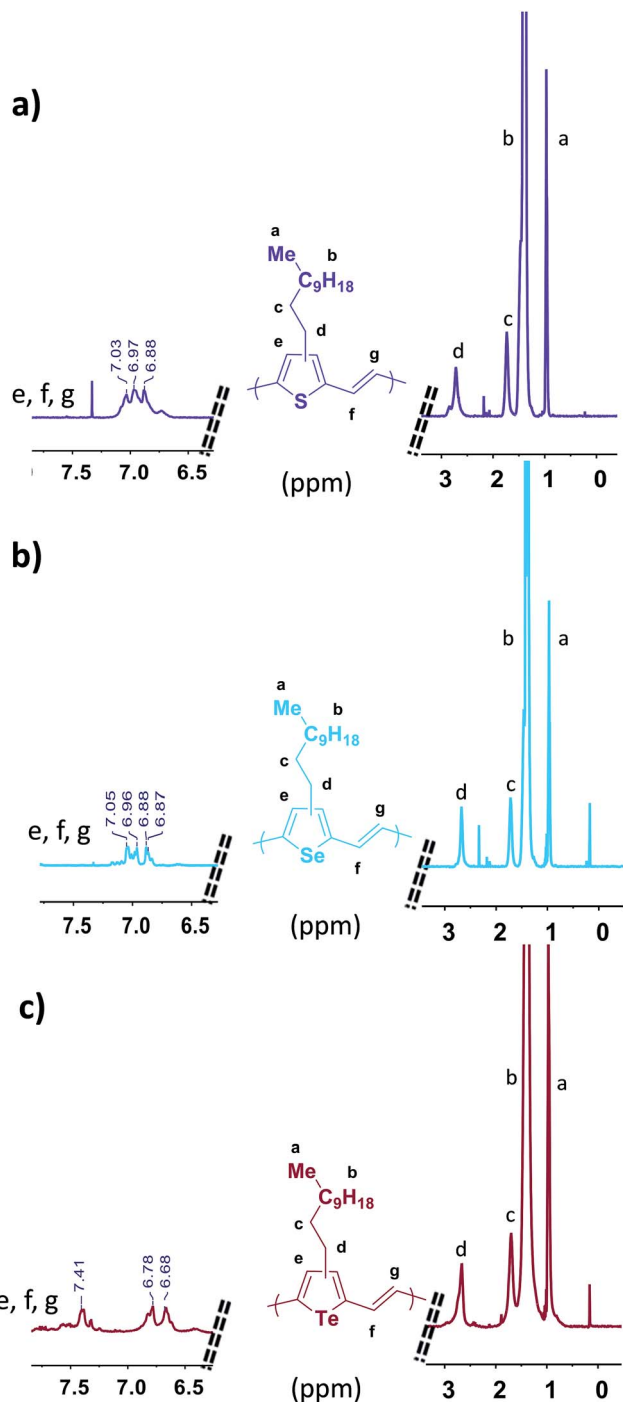 a)
b
a
a
b
Me
C9H18
c
d
e
g
S
f
c
d
7.03
6.97
6.88
e, f, g
7.5
7.0
6.5
(ppm)
3
2
1
0
b)
b
a
a
b
Me
C9H18
c
d
e
g
Se
f
c
d
7.05
6.96
6.88
6.87
e, f, g
7.5
7.0
6.5
(ppm)
3
2
1
0
c)
b
a
a
b
Me
C9H18
c
d
e
g
Te
f
c
d
7.41
6.78
6.68
e, f, g
7.5
7.0
6.5
(ppm)
3
2
1
0